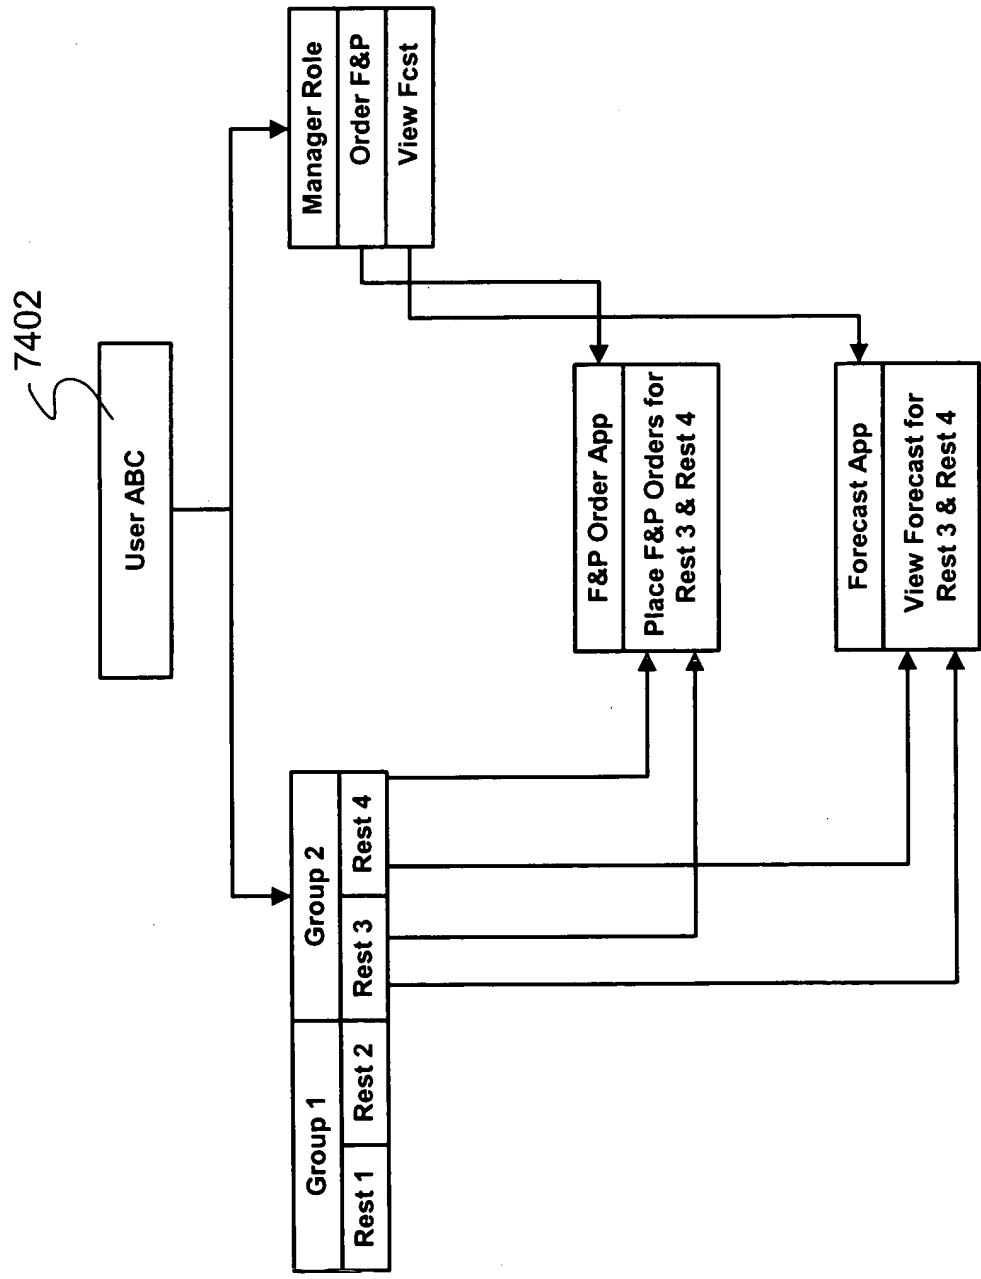 7402
User ABC
Group 1
Group 2
Rest 1
Rest 2
Rest 3
Rest 4
Manager Role
Order F&P
View Fcst
F&P Order App
Place F&P Orders for
Rest 3 & Rest 4
Forecast App
View Forecast for
Rest 3 & Rest 4